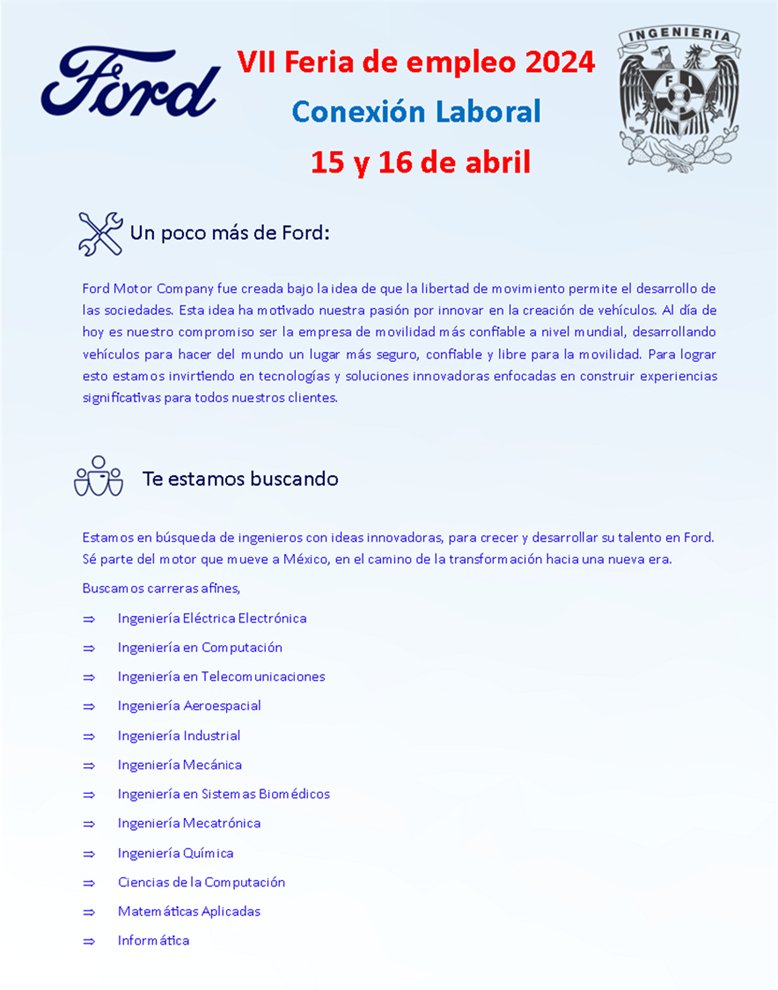 Ford
VII Feria de empleo 2024
Conexión Laboral
15 y 16 de abril
INGENIERIA
F I
Un poco más de Ford:
Ford Motor Company fue creada bajo la idea de que la libertad de movimiento permite el desarrollo de
las sociedades. Esta idea ha motivado nuestra pasión por innovar en la creación de vehículos. Al día de
hoy es nuestro compromiso ser la empresa de movilidad más confiable a nivel mundial, desarrollando
vehículos para hacer del mundo un lugar más seguro, confiable y libre para la movilidad. Para lograr
esto estamos invirtiendo en tecnologías y soluciones innovadoras enfocadas en construir experiencias
significativas para todos nuestros clientes.
Te estamos buscando
Estamos en búsqueda de ingenieros con ideas innovadoras, para crecer y desarrollar su talento en Ford.
Sé parte del motor que mueve a México, en el camino de la transformación hacia una nueva era.
Buscamos carreras afines,
⇒ Ingeniería Eléctrica Electrónica
⇒ Ingeniería en Computación
⇒ Ingeniería en Telecomunicaciones
⇒ Ingeniería Aeroespacial
⇒ Ingeniería Industrial
⇒ Ingeniería Mecánica
⇒ Ingeniería en Sistemas Biomédicos
⇒ Ingeniería Mecatrónica
⇒ Ingeniería Química
⇒ Ciencias de la Computación
⇒ Matemáticas Aplicadas
⇒ Informática